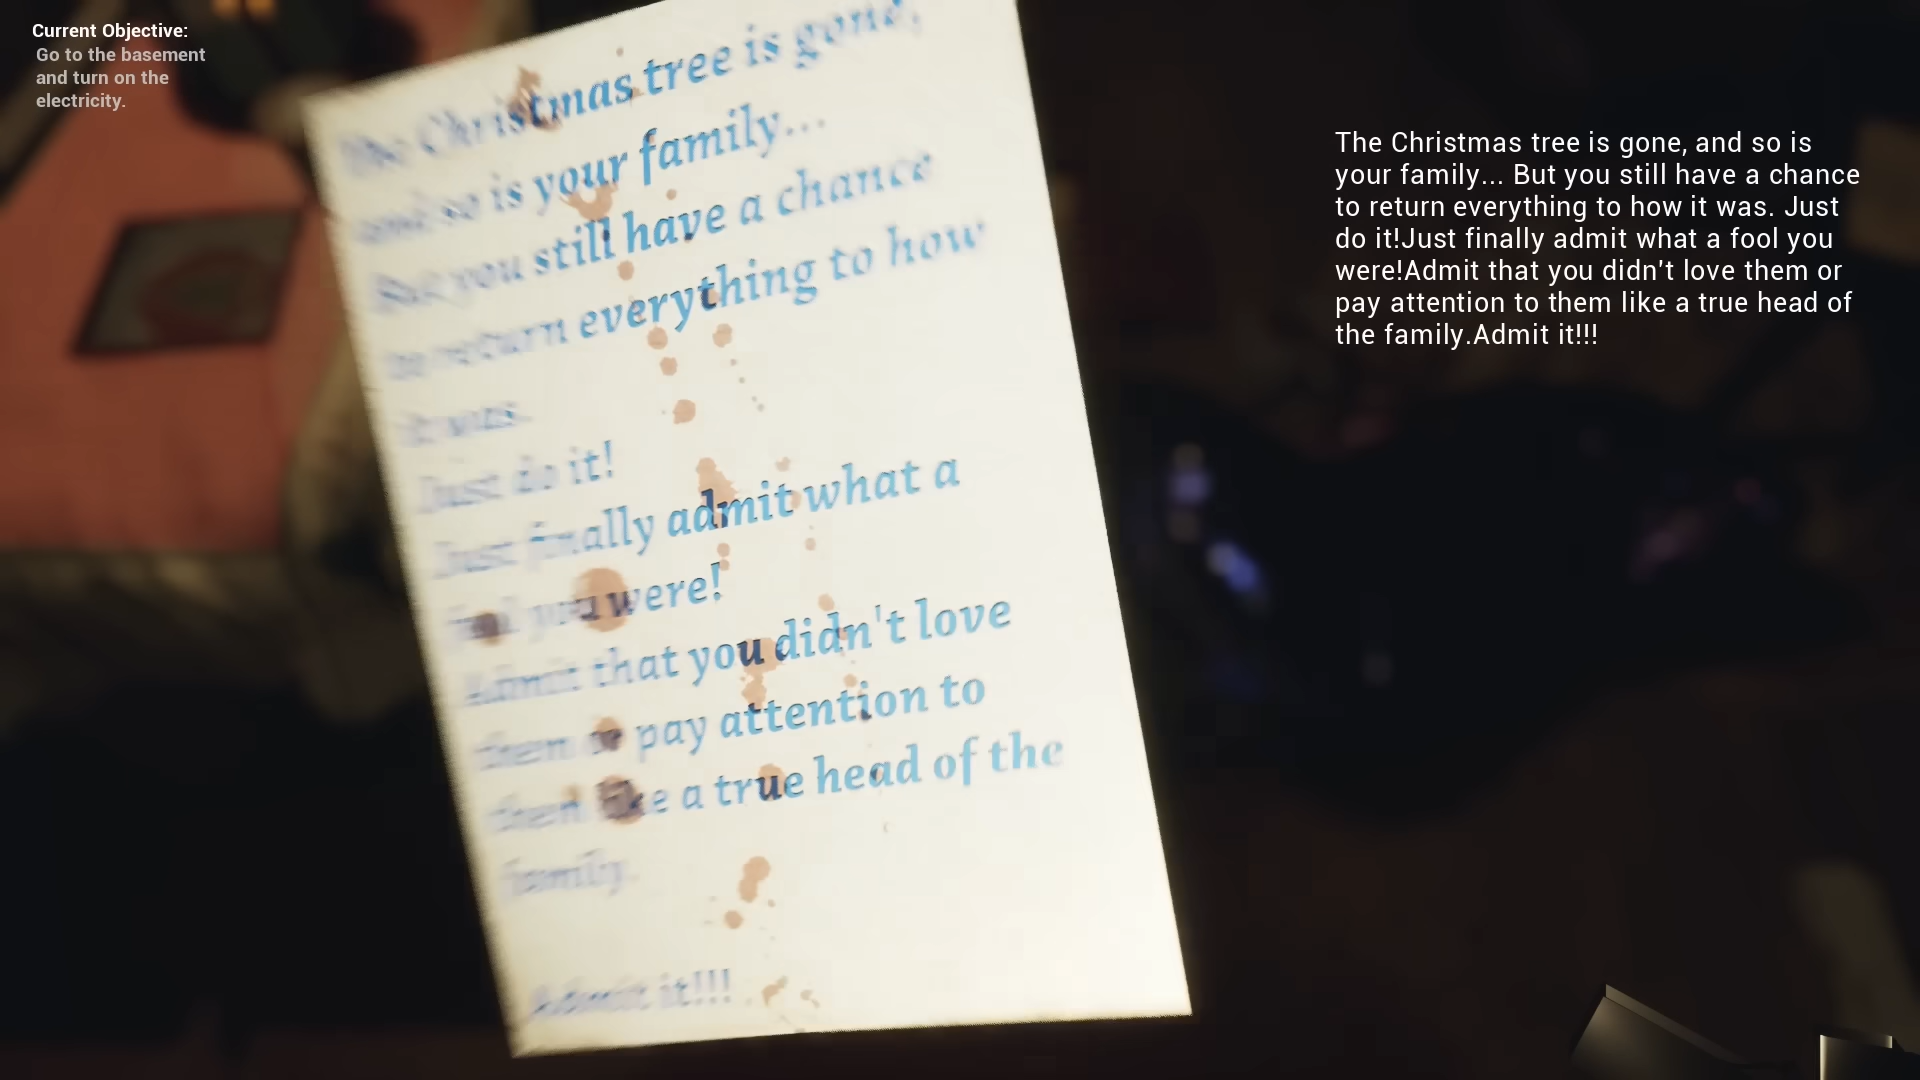 Current Objective:
Go to the basement
and turn on the
electricity.
The Christmas tree is gone,
and so is your family...
But you still have a chance
to return everything to how
it was.
Just do it!
Just finally admit what a
fool you were!
Admit that you didn't love
them or pay attention to
them like a true head of the
family.
Admit it!!!
The Christmas tree is gone, and so is
your family... But you still have a chance
to return everything to how it was. Just
do it!Just finally admit what a fool you
were!Admit that you didn't love them or
pay attention to them like a true head of
the family.Admit it!!!